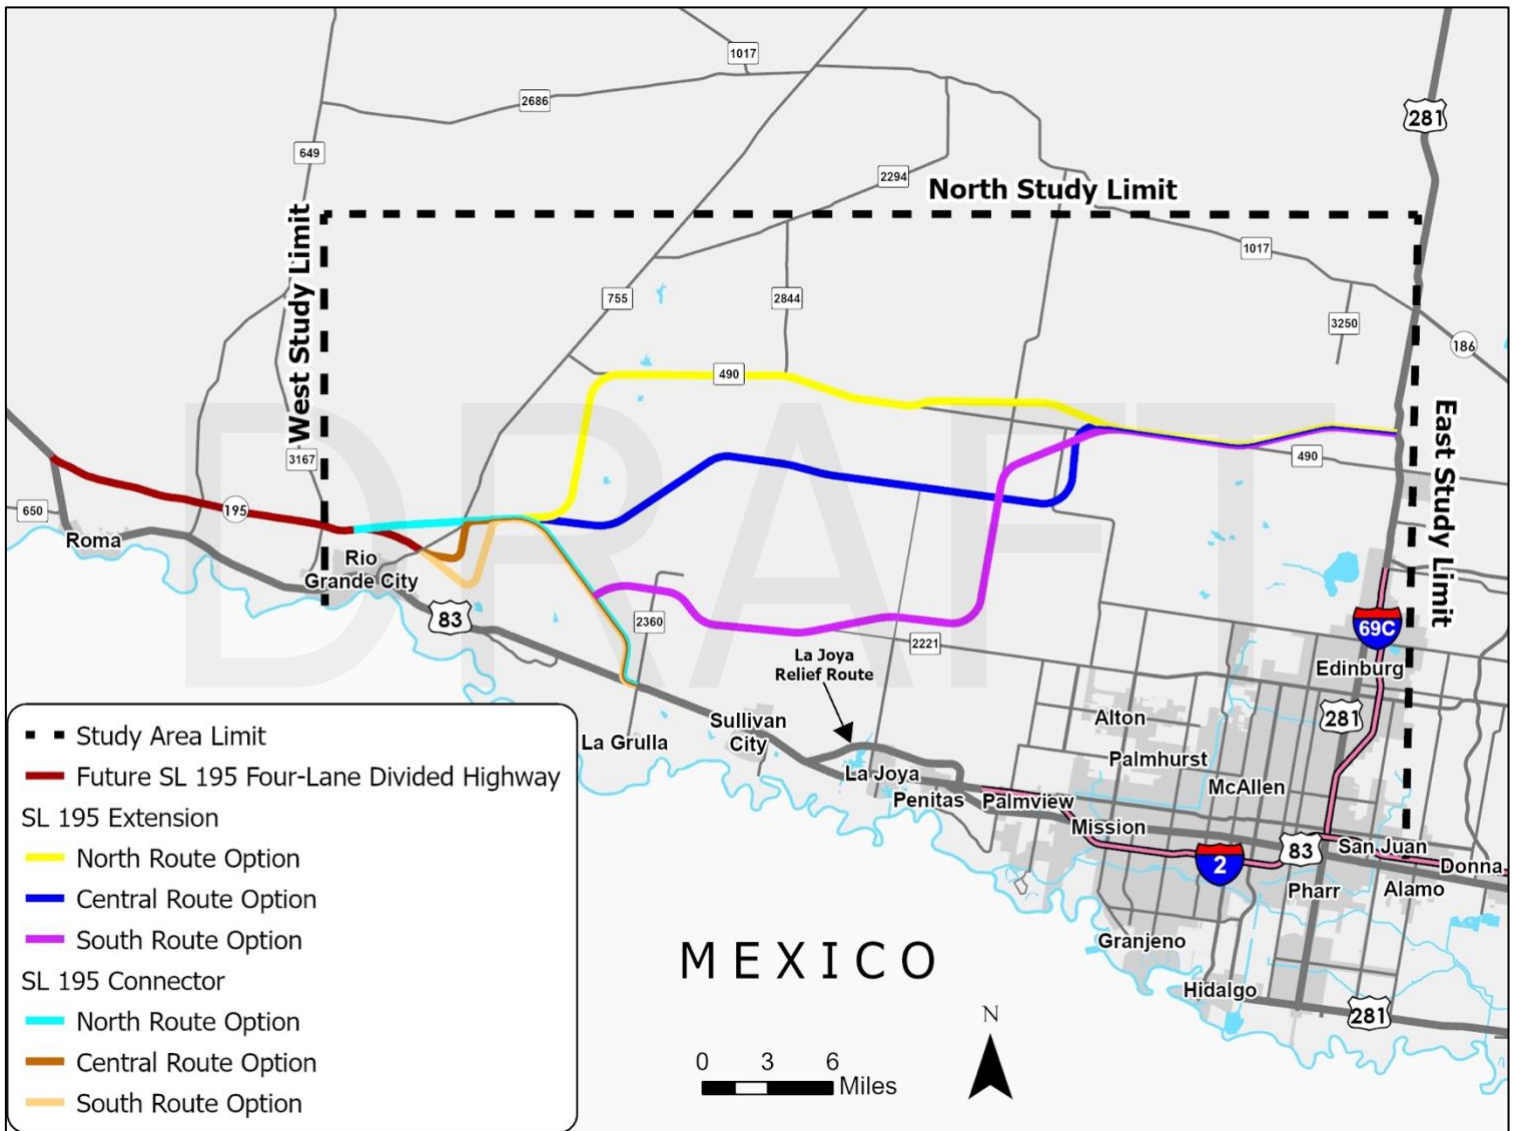 1017
281
2686
649
2294
North Study Limit
West Study Limit
1017
755
2844
3250
186
490
DRAFT
East Study Limit
3167
490
195
650
Roma
Rio
Grande City
83
2360
2221
69C
La Joya
Relief Route
Edinburg
281
Sullivan
City
Alton
La Grulla
Palmhurst
La Joya
McAllen
Penitas
Palmview
Mission
83
San Juan
2
Donna
Pharr
Alamo
Granjeno
MEXICO
Hidalgo
281
Study Area Limit
Future SL 195 Four-Lane Divided Highway
SL 195 Extension
North Route Option
Central Route Option
South Route Option
SL 195 Connector
North Route Option
Central Route Option
South Route Option
N
0 3 6
Miles